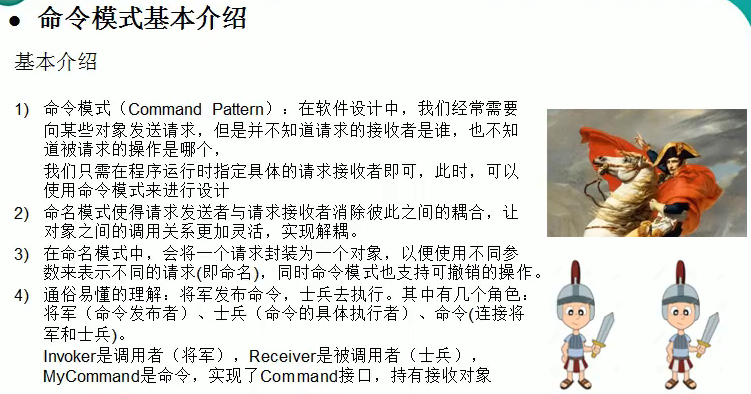 ● 命令模式基本介绍
基本介绍
1) 命令模式（Command Pattern）：在软件设计中，我们经常需要
向某些对象发送请求，但是并不知道请求的接收者是谁，也不知
道被请求的操作是哪个，
我们只需在程序运行时指定具体的请求接收者即可，此时，可以
使用命令模式来进行设计
2) 命名模式使得请求发送者与请求接收者消除彼此之间的耦合，让
对象之间的调用关系更加灵活，实现解耦。
3) 在命名模式中，会将一个请求封装为一个对象，以便使用不同参
数来表示不同的请求(即命名)，同时命令模式也支持可撤销的操作。
4) 通俗易懂的理解：将军发布命令，士兵去执行。其中有几个角色：
将军（命令发布者）、士兵（命令的具体执行者）、命令(连接将
军和士兵)。
Invoker是调用者（将军），Receiver是被调用者（士兵），
MyCommand是命令，实现了Command接口，持有接收对象